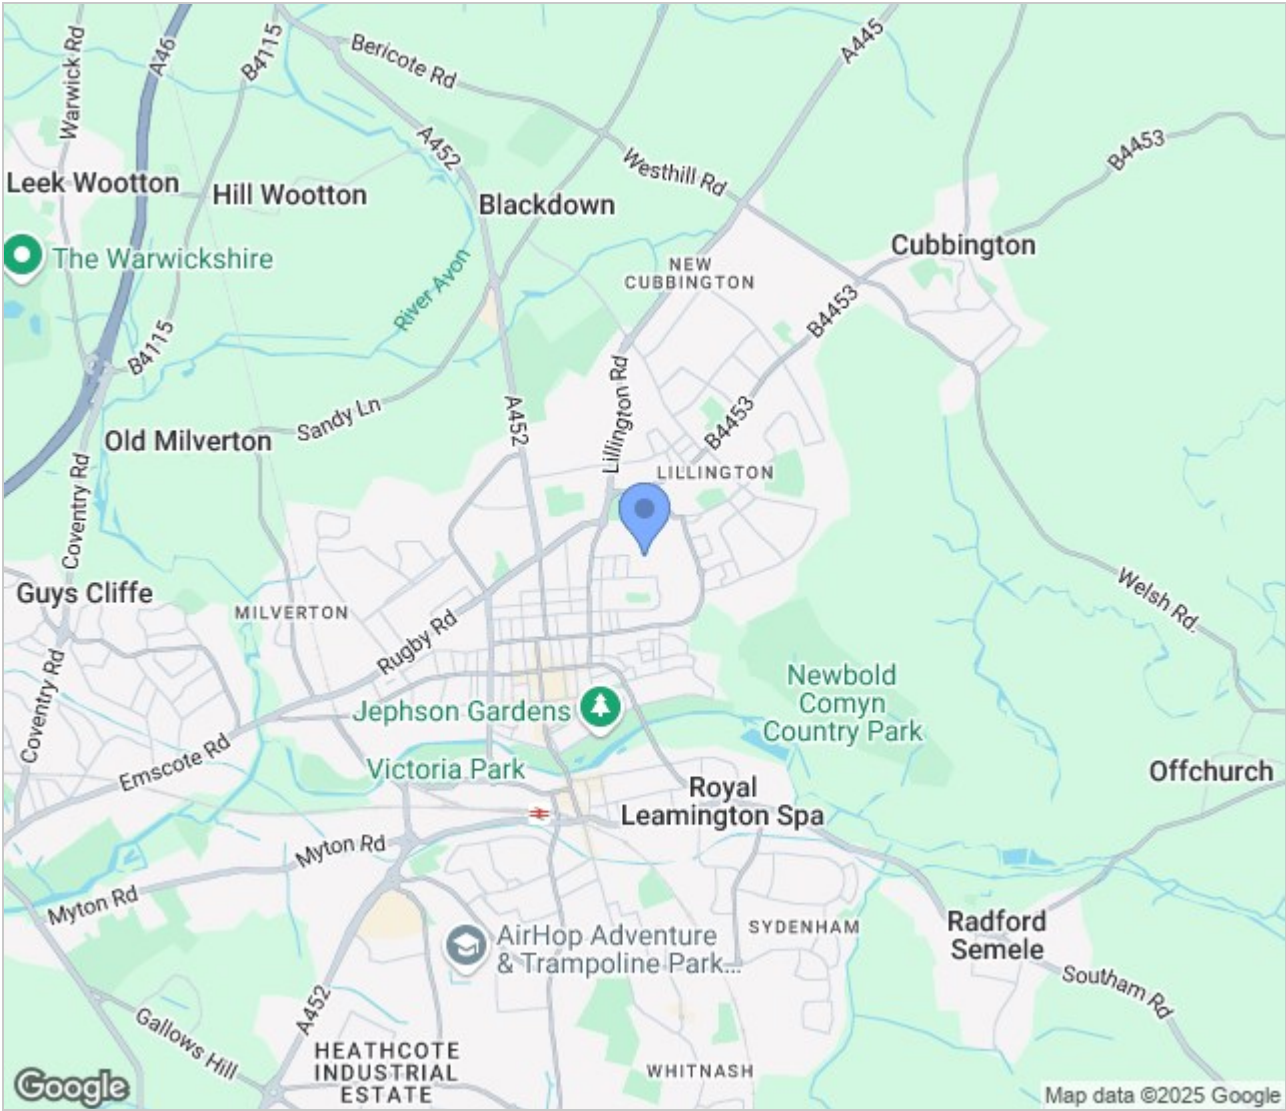 Warwick Rd
A46
B4115
Bericote Rd
A445
A452
Westhill Rd
B4453
Leek Wootton
Hill Wootton
Blackdown
Cubbington
The Warwickshire
River Avon
NEW
CUBBINGTON
B4453
B4115
Lillington Rd
A452
Sandy Ln
B4453
Old Milverton
LILLINGTON
Coventry Rd
Guys Cliffe
MILVERTON
Welsh Rd.
Rugby Rd
Coventry Rd
Newbold
Comyn
Country Park
Jephson Gardens
Emscote Rd
Victoria Park
Offchurch
Royal
Leamington Spa
Myton Rd
Myton Rd
SYDENHAM
Radford
Semele
AirHop Adventure
& Trampoline Park...
Southam Rd
A452
Gallows Hill
HEATHCOTE
INDUSTRIAL
ESTATE
WHITNASH
Google
Map data ©2025 Google